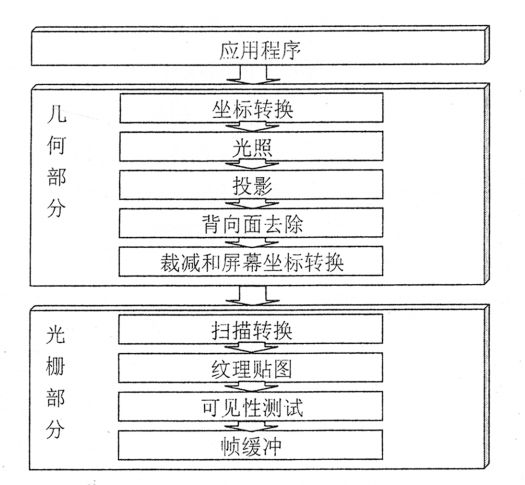 应用程序
几何部分
坐标转换
光照
投影
背向面去除
裁减和屏幕坐标转换
光栅部分
扫描转换
纹理贴图
可见性测试
帧缓冲